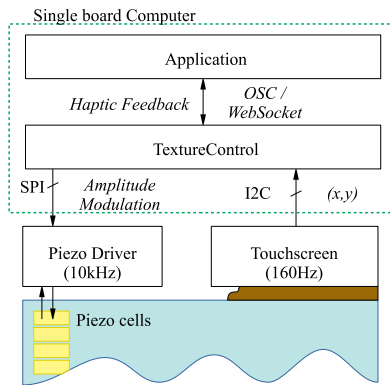 Single board Computer
Application
Haptic Feedback
OSC /
WebSocket
TextureControl
SPI
Amplitude
Modulation
I2C
(x,y)
Piezo Driver
(10kHz)
Touchscreen
(160Hz)
Piezo cells